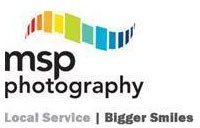 msp
photography
Local Service | Bigger Smiles